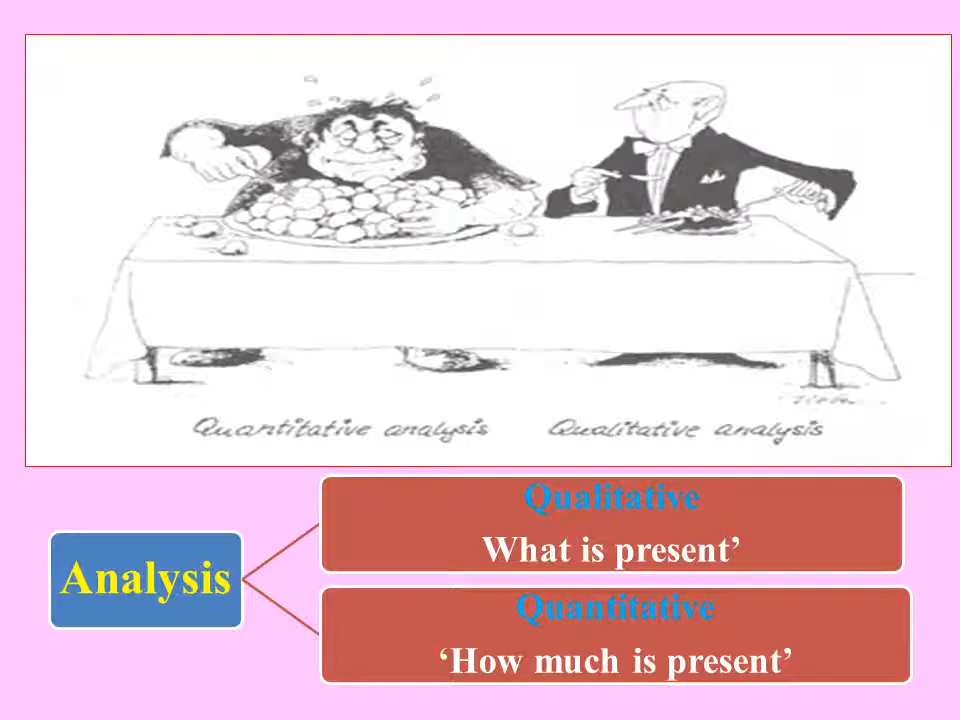 Quantitative analysis Qualitative analysis
Qualitative
What is present’
Analysis
Quantitative
‘How much is present’